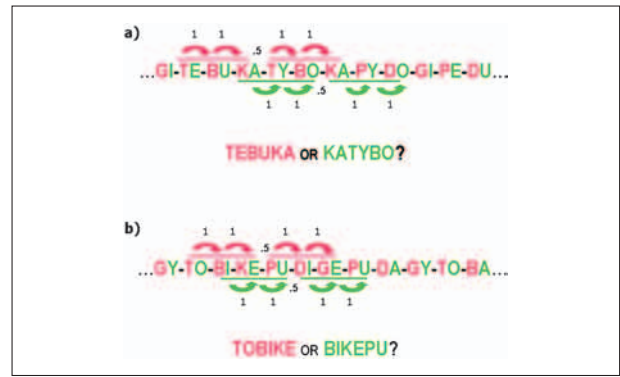 a)
1 1 .5 1 1
...GI-TE-BU-KA-TY-BO-KA-PY-DO-GI-PE-DU...
1 1 .5 1 1
TEBUKA OR KATYBO?
b)
1 1 .5 1 1
...GY-TO-BI-KE-PU-DI-GE-PU-DA-GY-TO-BA...
1 1 .5 1 1
TOBIKE OR BIKEPU?